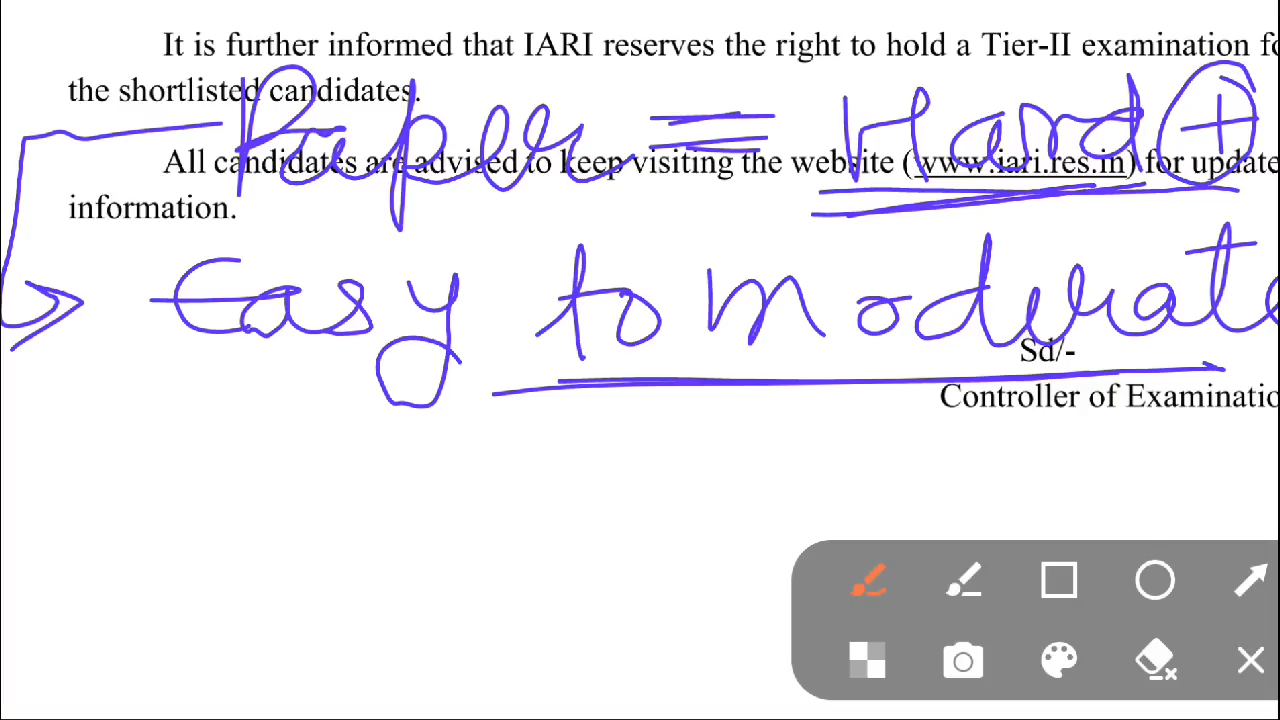 It is further informed that IARI reserves the right to hold a Tier-II examination fo
the shortlisted candidates.
Paper = Hard +
All candidates are advised to keep visiting the website (www.iari.res.in) for update
information.
Easy to moderate
Sd/-
Controller of Examinatio